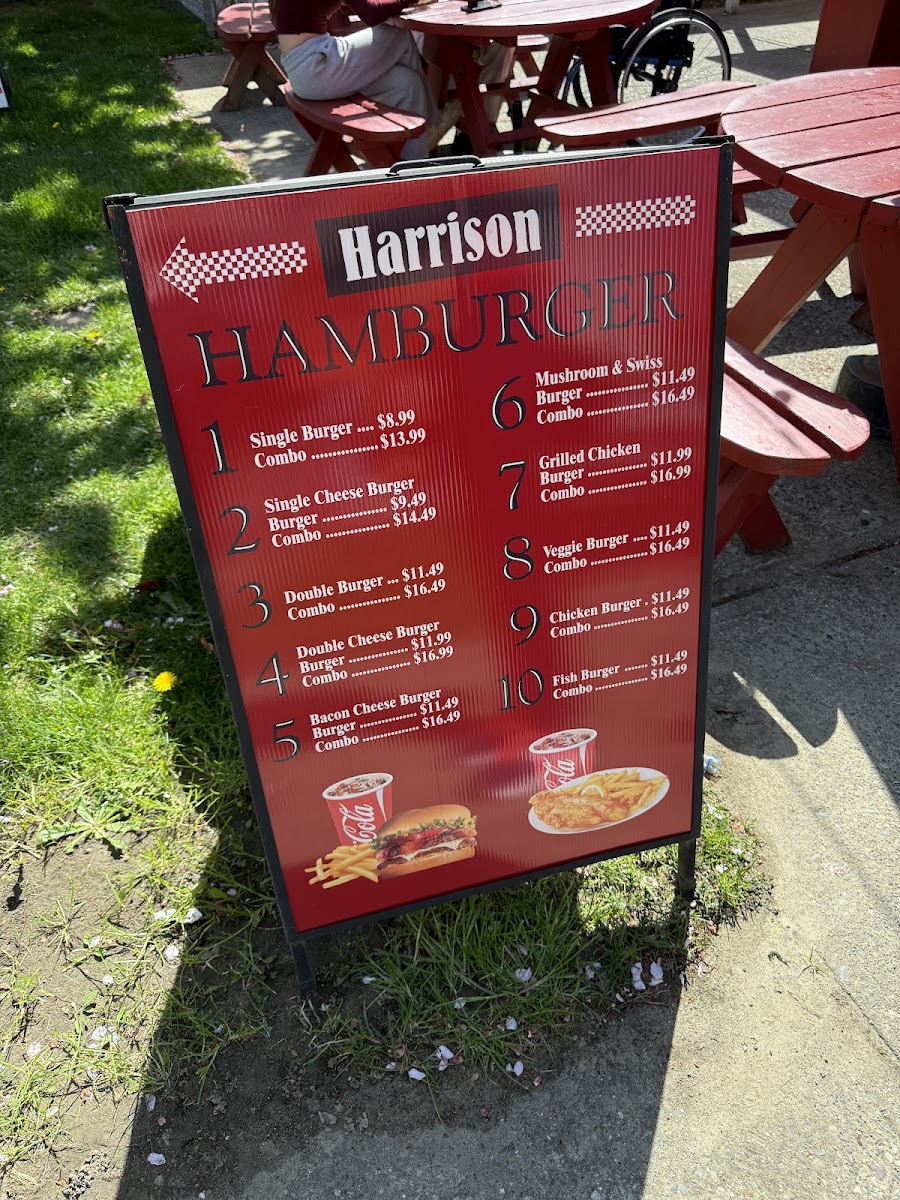 Harrison
HAMBURGER
1
Single Burger .... $8.99
Combo ............... $13.99
2
Single Cheese Burger
Burger ................ $9.49
Combo ................ $14.49
3
Double Burger ... $11.49
Combo ............... $16.49
4
Double Cheese Burger
Burger ............... $11.99
Combo ............... $16.99
5
Bacon Cheese Burger
Burger ............... $11.49
Combo ............... $16.49
6
Mushroom & Swiss
Burger ................ $11.49
Combo ................ $16.49
7
Grilled Chicken
Burger ............... $11.99
Combo ............... $16.99
8
Veggie Burger .... $11.49
Combo ............... $16.49
9
Chicken Burger . $11.49
Combo ............... $16.49
10
Fish Burger ....... $11.49
Combo ............... $16.49
Cola
ola